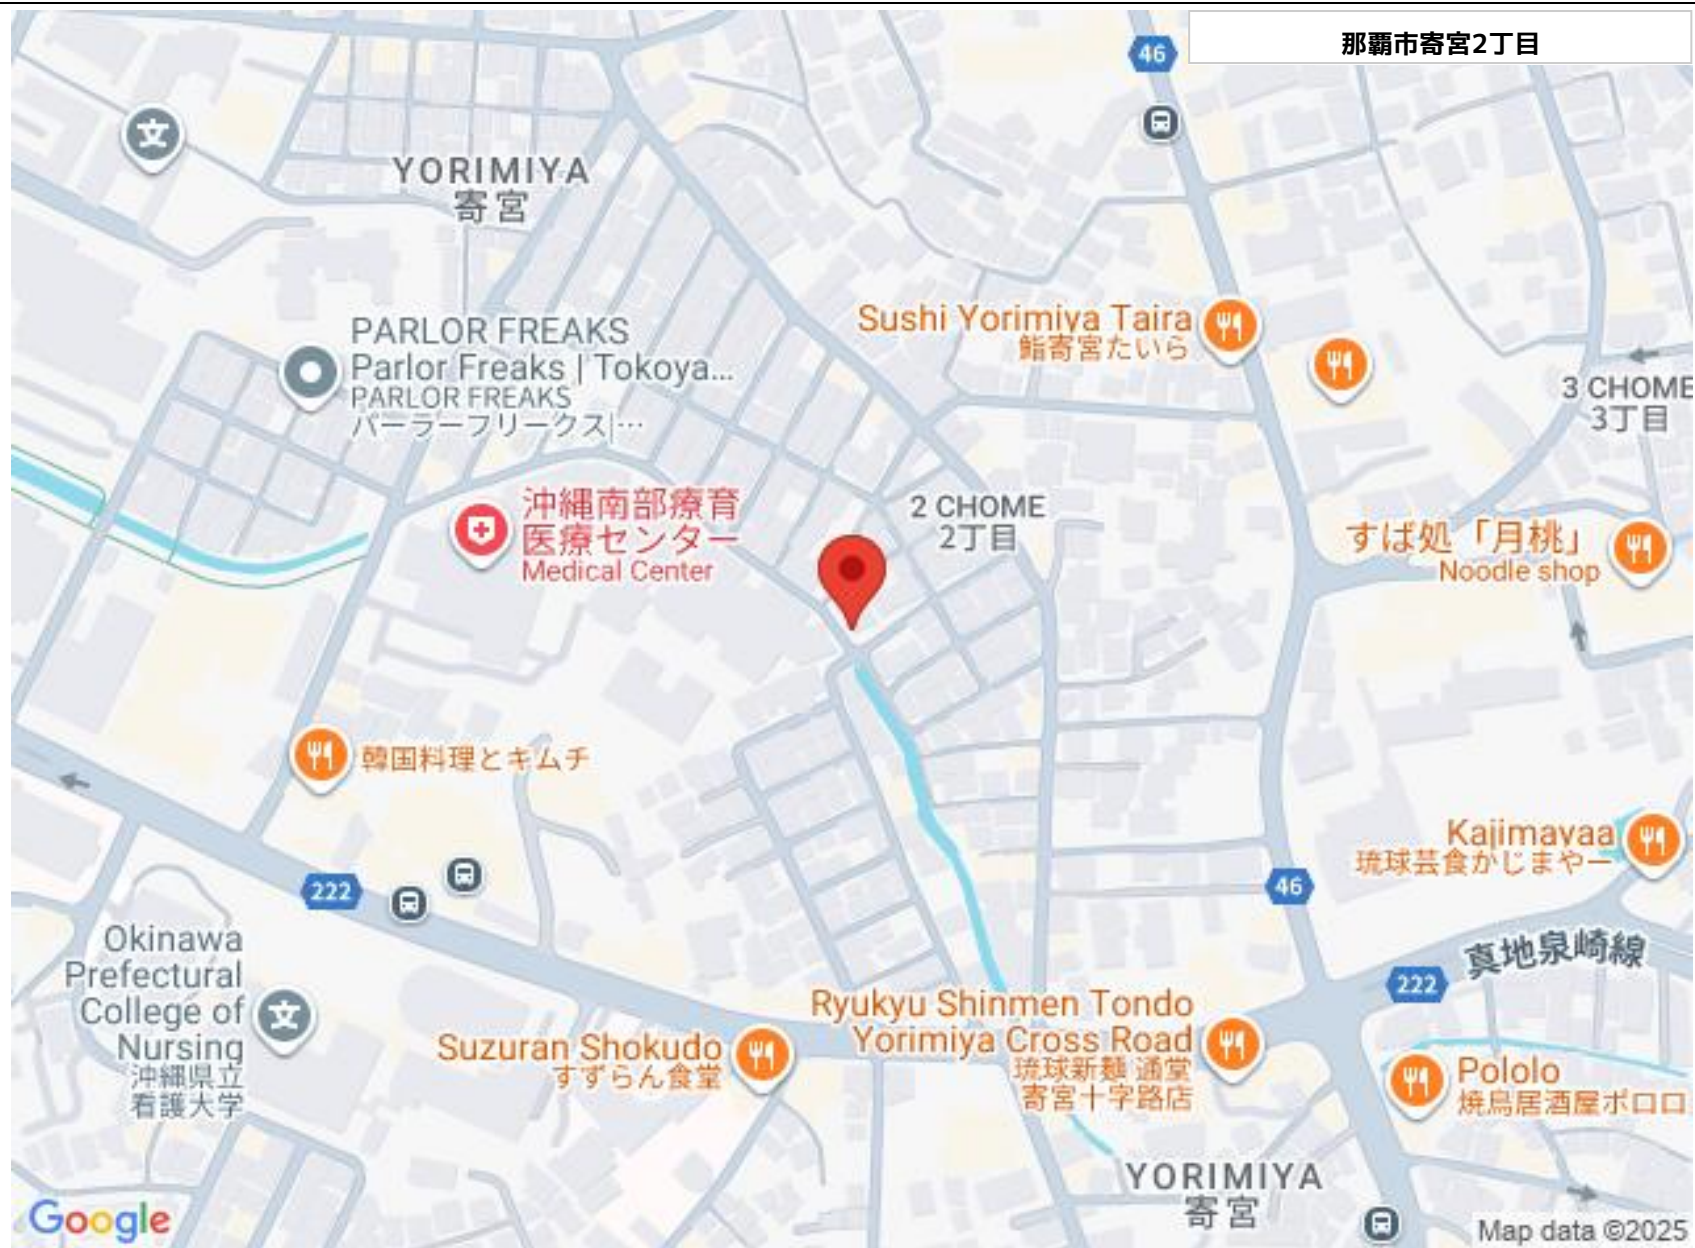 那覇市寄宮2丁目
46
文
YORIMIYA
寄宮
Sushi Yorimiya Taira
鮨寄宮たいら
PARLOR FREAKS
Parlor Freaks | Tokoya...
PARLOR FREAKS
パーラーフリークス|…
3 CHOME
3丁目
沖縄南部療育
医療センター
Medical Center
2 CHOME
2丁目
すば処「月桃」
Noodle shop
韓国料理とキムチ
Kajimayaa
琉球芸食かじまやー
222
46
Okinawa
Prefectural
College of
Nursing
沖縄県立
看護大学
文
真地泉崎線
222
Ryukyu Shinmen Tondo
Yorimiya Cross Road
琉球新麺 通堂
寄宮十字路店
Suzuran Shokudo
すずらん食堂
Pololo
焼鳥居酒屋ポロロ
YORIMIYA
寄宮
Google
Map data ©2025